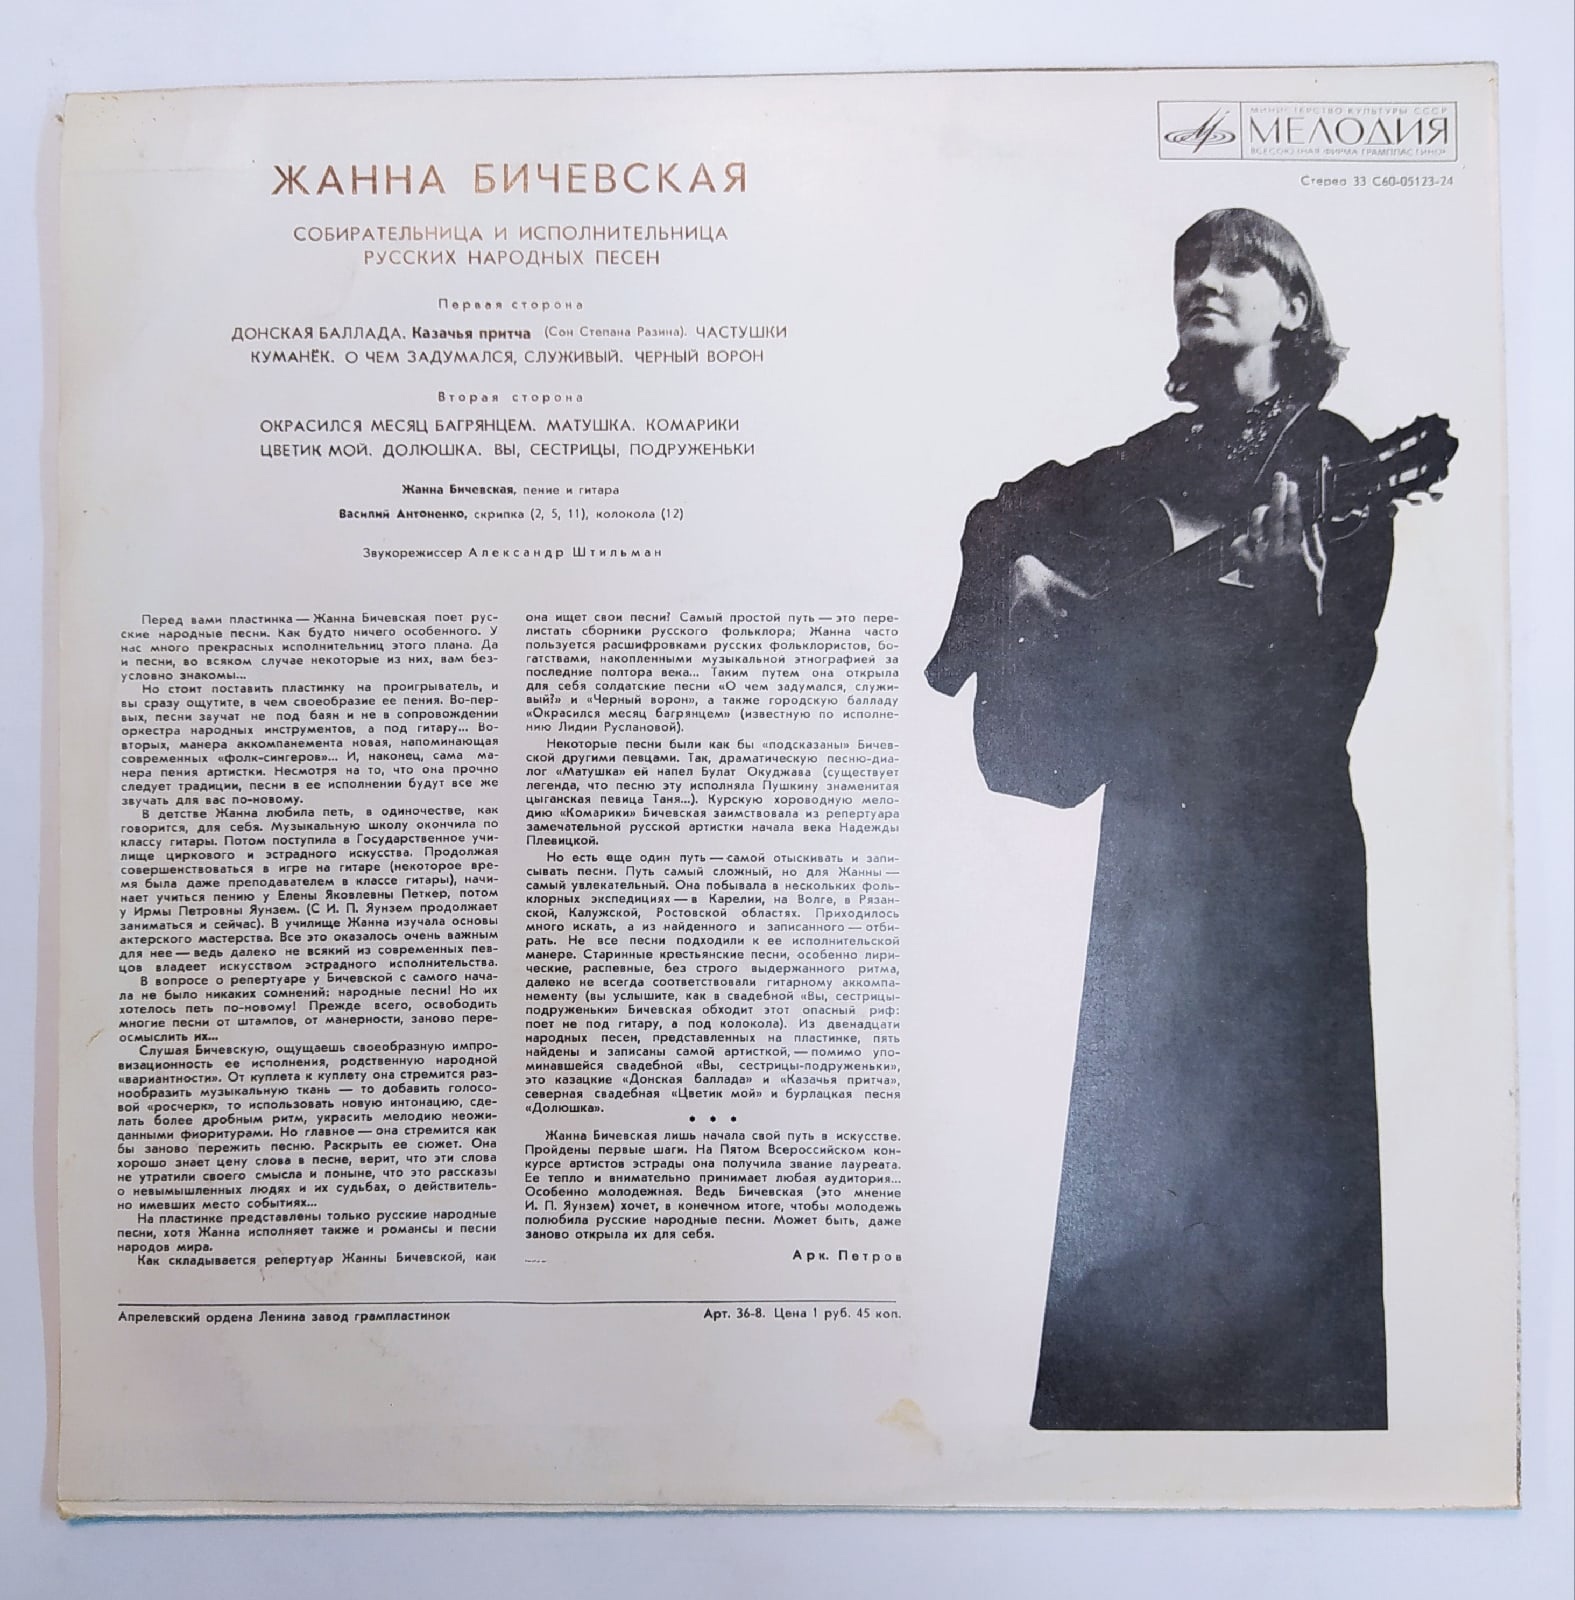 МИНИСТЕРСТВО КУЛЬТУРЫ СССР
МЕЛОДИЯ
ВСЕСОЮЗНАЯ ФИРМА ГРАМПЛАСТИНОК
Стерео 33 С60-05123-24
ЖАННА БИЧЕВСКАЯ
СОБИРАТЕЛЬНИЦА И ИСПОЛНИТЕЛЬНИЦА
РУССКИХ НАРОДНЫХ ПЕСЕН
Первая сторона
ДОНСКАЯ БАЛЛАДА. Казачья притча (Сон Степана Разина). ЧАСТУШКИ
КУМАНЁК. О ЧЕМ ЗАДУМАЛСЯ, СЛУЖИВЫЙ. ЧЕРНЫЙ ВОРОН
Вторая сторона
ОКРАСИЛСЯ МЕСЯЦ БАГРЯНЦЕМ. МАТУШКА. КОМАРИКИ
ЦВЕТИК МОЙ. ДОЛЮШКА. ВЫ, СЕСТРИЦЫ, ПОДРУЖЕНЬКИ
Жанна Бичевская, пение и гитара
Василий Антоненко, скрипка (2, 5, 11), колокола (12)
Звукорежиссер Александр Штильман
Перед вами пластинка — Жанна Бичевская поет рус-
ские народные песни. Как будто ничего особенного. У
нас много прекрасных исполнительниц этого плана. Да
и песни, во всяком случае некоторые из них, вам без-
условно знакомы...
Но стоит поставить пластинку на проигрыватель, и
вы сразу ощутите, в чем своеобразие ее пения. Во-пер-
вых, песни звучат не под баян и не в сопровождении
оркестра народных инструментов, а под гитару... Во-
вторых, манера аккомпанемента новая, напоминающая
современных «фолк-сингеров»... И, наконец, сама ма-
нера пения артистки. Несмотря на то, что она прочно
следует традиции, песни в ее исполнении будут все же
звучать для вас по-новому.
В детстве Жанна любила петь, в одиночестве, как
говорится, для себя. Музыкальную школу окончила по
классу гитары. Потом поступила в Государственное учи-
лище циркового и эстрадного искусства. Продолжая
совершенствоваться в игре на гитаре (некоторое вре-
мя была даже преподавателем в классе гитары), начи-
нает учиться пению у Елены Яковлевны Петкер, потом
у Ирмы Петровны Яунзем. (С И. П. Яунзем продолжает
заниматься и сейчас). В училище Жанна изучала основы
актерского мастерства. Все это оказалось очень важным
для нее — ведь далеко не всякий из современных пев-
цов владеет искусством эстрадного исполнительства.
В вопросе о репертуаре у Бичевской с самого нача-
ла не было никаких сомнений: народные песни! Но их
хотелось петь по-новому! Прежде всего, освободить
многие песни от штампов, от манерности, заново пере-
осмыслить их...
Слушая Бичевскую, ощущаешь своеобразную импро-
визационность ее исполнения, родственную народной
«вариантности». От куплета к куплету она стремится раз-
нообразить музыкальную ткань — то добавить голосо-
вой «росчерк», то использовать новую интонацию, сде-
лать более дробным ритм, украсить мелодию неожи-
данными фиоритурами. Но главное — она стремится как
бы заново пережить песню. Раскрыть ее сюжет. Она
хорошо знает цену слова в песне, верит, что эти слова
не утратили своего смысла и поныне, что это рассказы
о невымышленных людях и их судьбах, о действитель-
но имевших место событиях...
На пластинке представлены только русские народные
песни, хотя Жанна исполняет также и романсы и песни
народов мира.
Как складывается репертуар Жанны Бичевской, как
она ищет свои песни? Самый простой путь — это пере-
листать сборники русского фольклора; Жанна часто
пользуется расшифровками русских фольклористов, бо-
гатствами, накопленными музыкальной этнографией за
последние полтора века... Таким путем она открыла
для себя солдатские песни «О чем задумался, служи-
вый?» и «Черный ворон», а также городскую балладу
«Окрасился месяц багрянцем» (известную по исполне-
нию Лидии Руслановой).
Некоторые песни были как бы «подсказаны» Бичев-
ской другими певцами. Так, драматическую песню-диа-
лог «Матушка» ей напел Булат Окуджава (существует
легенда, что песню эту исполняла Пушкину знаменитая
цыганская певица Таня...). Курскую хороводную мело-
дию «Комарики» Бичевская заимствовала из репертуара
замечательной русской артистки начала века Надежды
Плевицкой.
Но есть еще один путь — самой отыскивать и запи-
сывать песни. Путь самый сложный, но для Жанны —
самый увлекательный. Она побывала в нескольких фоль-
клорных экспедициях — в Карелии, на Волге, в Рязан-
ской, Калужской, Ростовской областях. Приходилось
много искать, а из найденного и записанного — отби-
рать. Не все песни подходили к ее исполнительской
манере. Старинные крестьянские песни, особенно лири-
ческие, распевные, без строго выдержанного ритма,
далеко не всегда соответствовали гитарному аккомпа-
нементу (вы услышите, как в свадебной «Вы, сестрицы-
подруженьки» Бичевская обходит этот опасный риф:
поет не под гитару, а под колокола). Из двенадцати
народных песен, представленных на пластинке, пять
найдены и записаны самой артисткой, — помимо упо-
минавшейся свадебной «Вы, сестрицы-подруженьки»,
это казацкие «Донская баллада» и «Казачья притча»,
северная свадебная «Цветик мой» и бурлацкая песня
«Долюшка».
• • •
Жанна Бичевская лишь начала свой путь в искусстве.
Пройдены первые шаги. На Пятом Всероссийском кон-
курсе артистов эстрады она получила звание лауреата.
Ее тепло и внимательно принимает любая аудитория...
Особенно молодежная. Ведь Бичевская (это мнение
И. П. Яунзем) хочет, в конечном итоге, чтобы молодежь
полюбила русские народные песни. Может быть, даже
заново открыла их для себя.
Арк. Петров
Апрелевский ордена Ленина завод грампластинок
Арт. 36-8. Цена 1 руб. 45 коп.